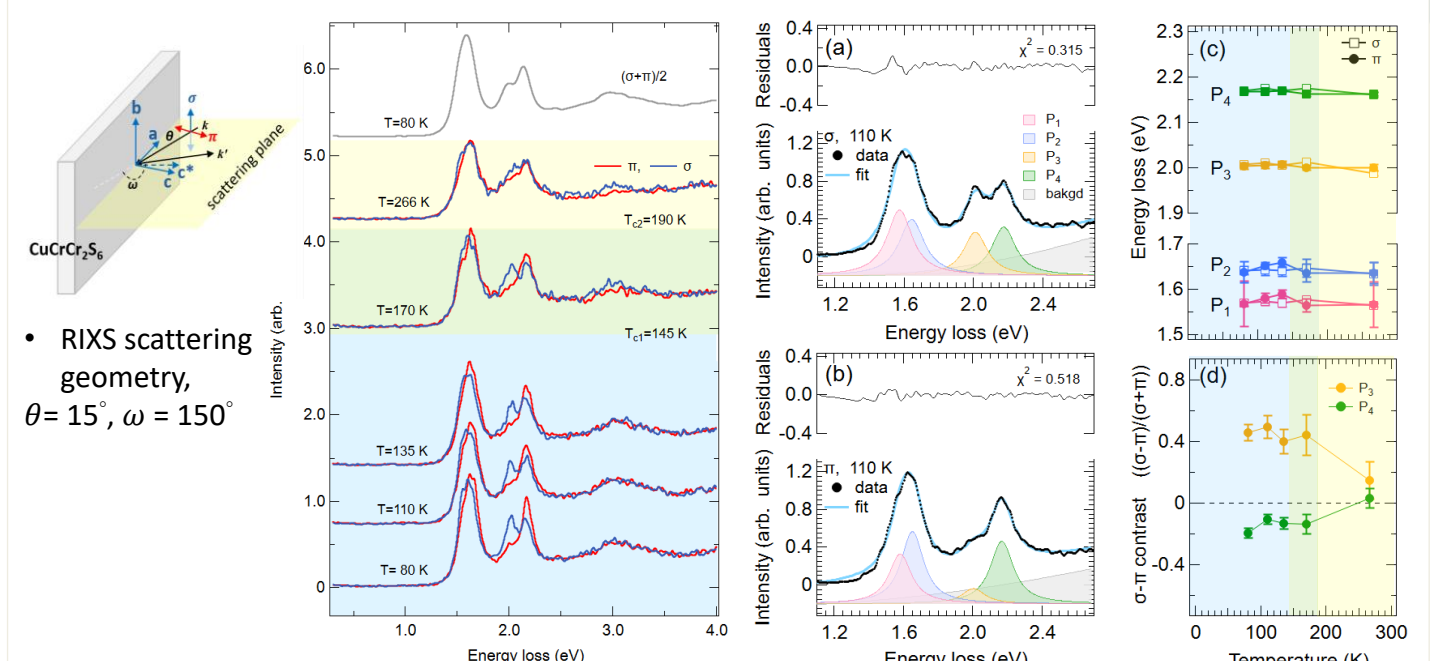 b
σ
a
θ
k
π
k'
c*
c
ω
scattering plane
CuCrCr₂S₆
• RIXS scattering
geometry,
θ= 15°, ω = 150°
Intensity (arb.
6.0
5.0
4.0
3.0
2.0
1.0
0
(σ+π)/2
T=80 K
π, σ
T=266 K
T_c2=190 K
T=170 K
T_c1=145 K
T=135 K
T=110 K
T= 80 K
1.0 2.0 3.0 4.0
Energy loss (eV)
Residuals
0.4
0.0
-0.4
(a)
χ² = 0.315
Intensity (arb. units)
1.2
0.8
0.4
0
σ, 110 K
data
fit
P₁
P₂
P₃
P₄
bakgd
1.2 1.6 2.0 2.4
Energy loss (eV)
Residuals
0.4
0.0
-0.4
(b)
χ² = 0.518
Intensity (arb. units)
1.2
0.8
0.4
0
π, 110 K
data
fit
1.2 1.6 2.0 2.4
Energy loss (eV)
Energy loss (eV)
2.3
2.2
2.1
2.0
1.9
1.7
1.6
1.5
(c)
σ
π
P₄
P₃
P₂
P₁
σ-π contrast ((σ-π)/(σ+π))
0.8
0.4
0
-0.4
(d)
P₃
P₄
0 100 200 300
Temperature (K)